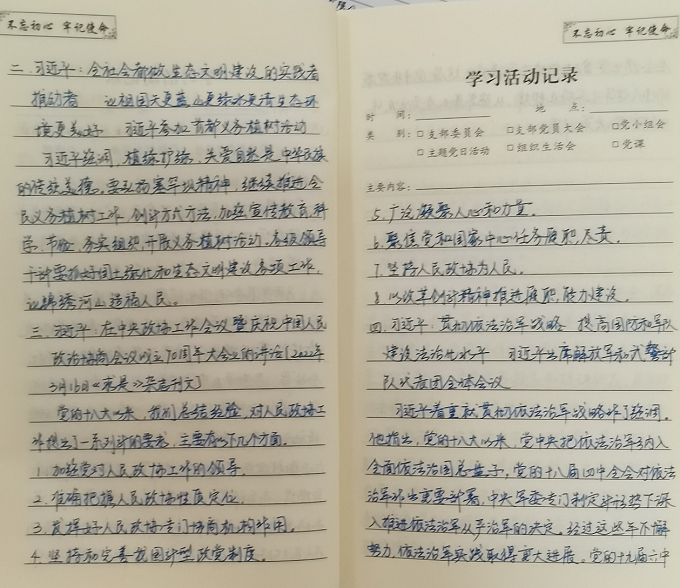 不忘初心 牢记使命
二、习近平:全社会都做生态文明建设的实践者
推动者 让祖国天更蓝山更绿水更清生态环
境更美好 习近平参加首都义务植树活动
习近平强调,植绿护绿、关爱自然是中华民族
的传统美德。要弘扬塞罕坝精神,继续推进全
民义务植树工作,创新方式方法,加强宣传教育,科
学、节俭、务实组织开展义务植树活动。各级领导
干部要抓好国土绿化和生态文明建设各项工作,
让锦绣河山造福人民。
三、习近平:在中央政协工作会议暨庆祝中国人民
政治协商会议成立70周年大会上的讲话(2022年
3月16日《求是》杂志刊文)
党的十八大以来,我们总结经验,对人民政协工
作提出了一系列新的要求,主要有以下几个方面。
1.加强党对人民政协工作的领导。
2.准确把握人民政协性质定位。
3.发挥好人民政协专门协商机构作用。
4.坚持和完善我国新型政党制度。
不忘初心 牢记使命
学习活动记录
时 间: 地 点:
类 别:□支部委员会 □支部党员大会 □党小组会
□主题党日活动 □组织生活会 □党课
主要内容:
5.广泛凝聚人心和力量。
6.聚焦党和国家中心任务履职尽责。
7.坚持人民政协为人民。
8.以改革创新精神推进履职能力建设。
四、习近平:贯彻依法治军战略 提高国防和军队
建设法治化水平 习近平出席解放军和武警部
队代表团全体会议
习近平着重就贯彻依法治军战略作了强调。
他指出,党的十八大以来,党中央把依法治军纳入
全面依法治国总盘子,党的十八届四中全会对依法
治军作出重要部署,中央军委专门制定新形势下深
入推进依法治军从严治军的决定。经过这些年不懈
努力,依法治军实践取得重大进展。党的十九届六中